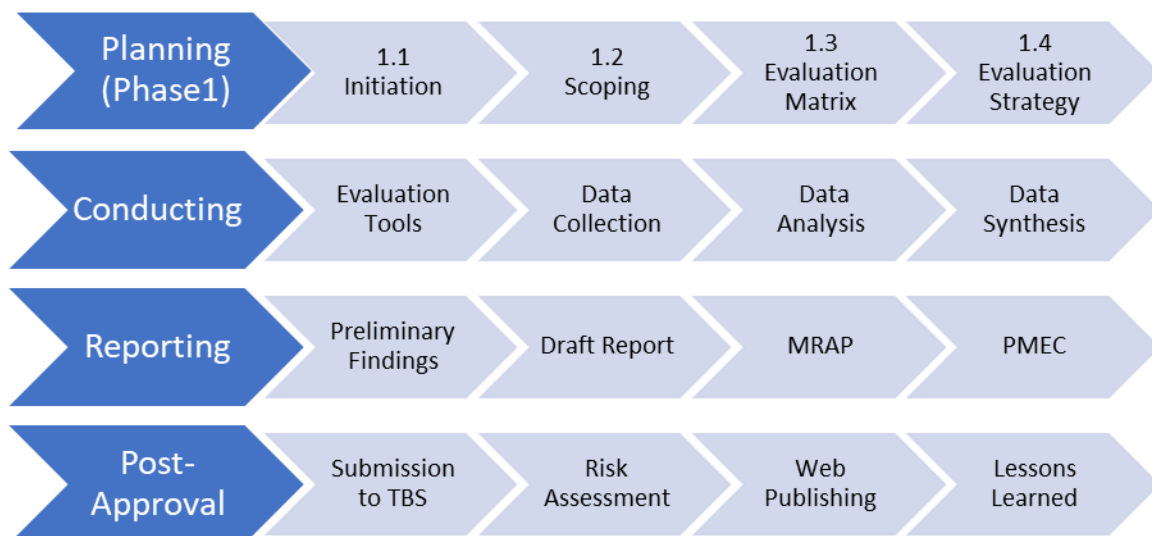 Planning
(Phase1)
1.1
Initiation
1.2
Scoping
1.3
Evaluation
Matrix
1.4
Evaluation
Strategy
Conducting
Evaluation
Tools
Data
Collection
Data
Analysis
Data
Synthesis
Reporting
Preliminary
Findings
Draft Report
MRAP
PMEC
Post-
Approval
Submission
to TBS
Risk
Assessment
Web
Publishing
Lessons
Learned